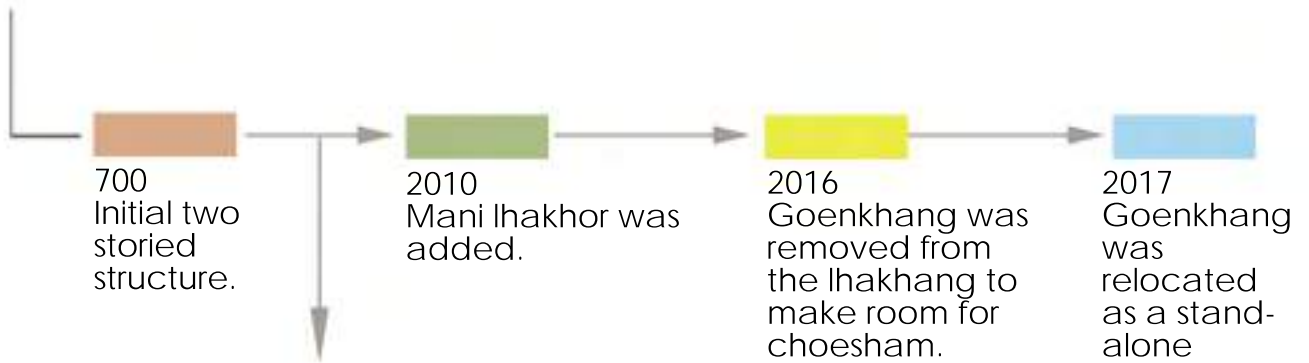 700
Initial two
storied
structure.
2010
Mani lhakhor was
added.
2016
Goenkhang was
removed from
the lhakhang to
make room for
choesham.
2017
Goenkhang
was
relocated
as a stand-
alone